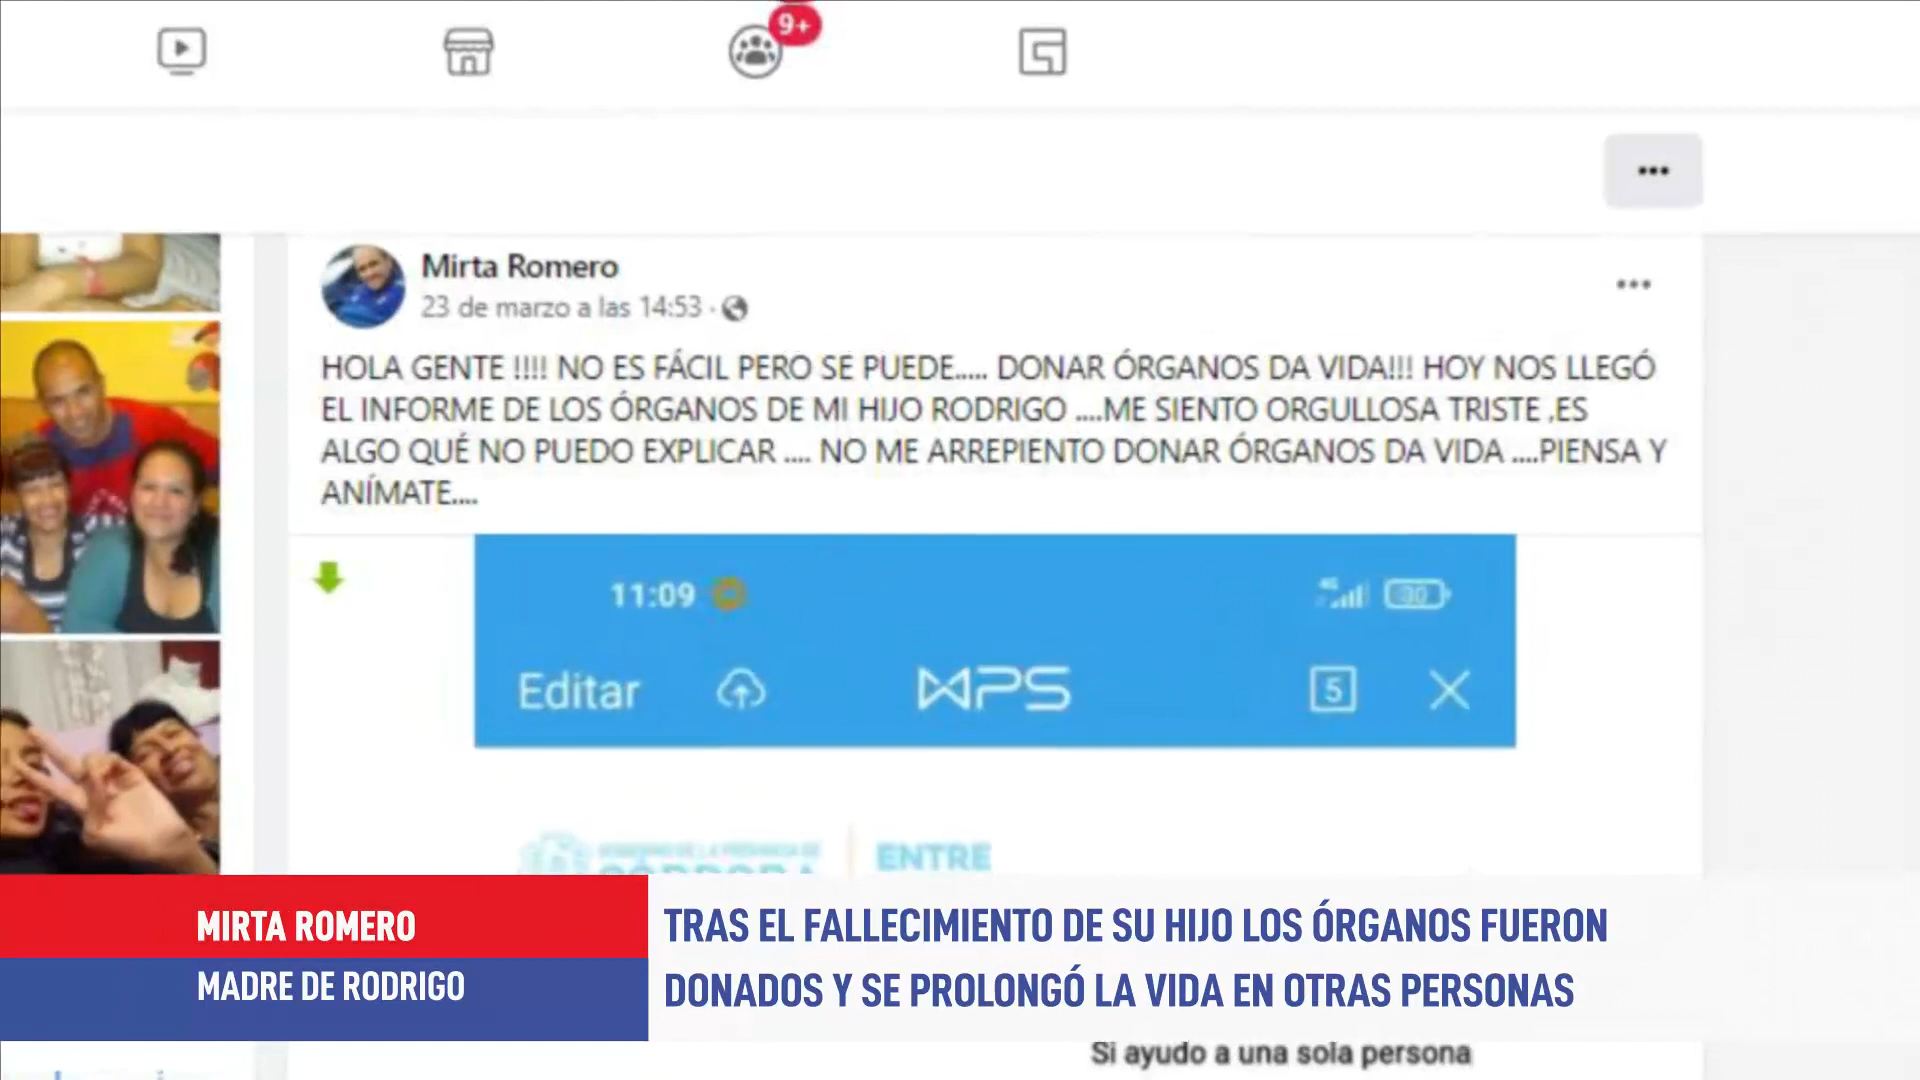 9+
Mirta Romero
23 de marzo a las 14:53 ·
HOLA GENTE !!!! NO ES FÁCIL PERO SE PUEDE..... DONAR ÓRGANOS DA VIDA!!! HOY NOS LLEGÓ
EL INFORME DE LOS ÓRGANOS DE MI HIJO RODRIGO ....ME SIENTO ORGULLOSA TRISTE ,ES
ALGO QUÉ NO PUEDO EXPLICAR .... NO ME ARREPIENTO DONAR ÓRGANOS DA VIDA ....PIENSA Y
ANÍMATE....
11:09 4G 30
Editar WPS 5
ENTRE
MIRTA ROMERO
MADRE DE RODRIGO
TRAS EL FALLECIMIENTO DE SU HIJO LOS ÓRGANOS FUERON
DONADOS Y SE PROLONGÓ LA VIDA EN OTRAS PERSONAS
Si ayudo a una sola persona